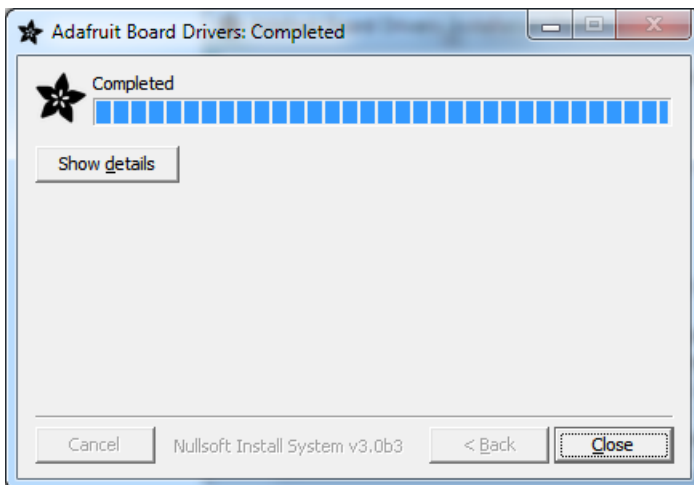 Adafruit Board Drivers: Completed
Completed
Show details
Cancel
Nullsoft Install System v3.0b3
< Back
Close